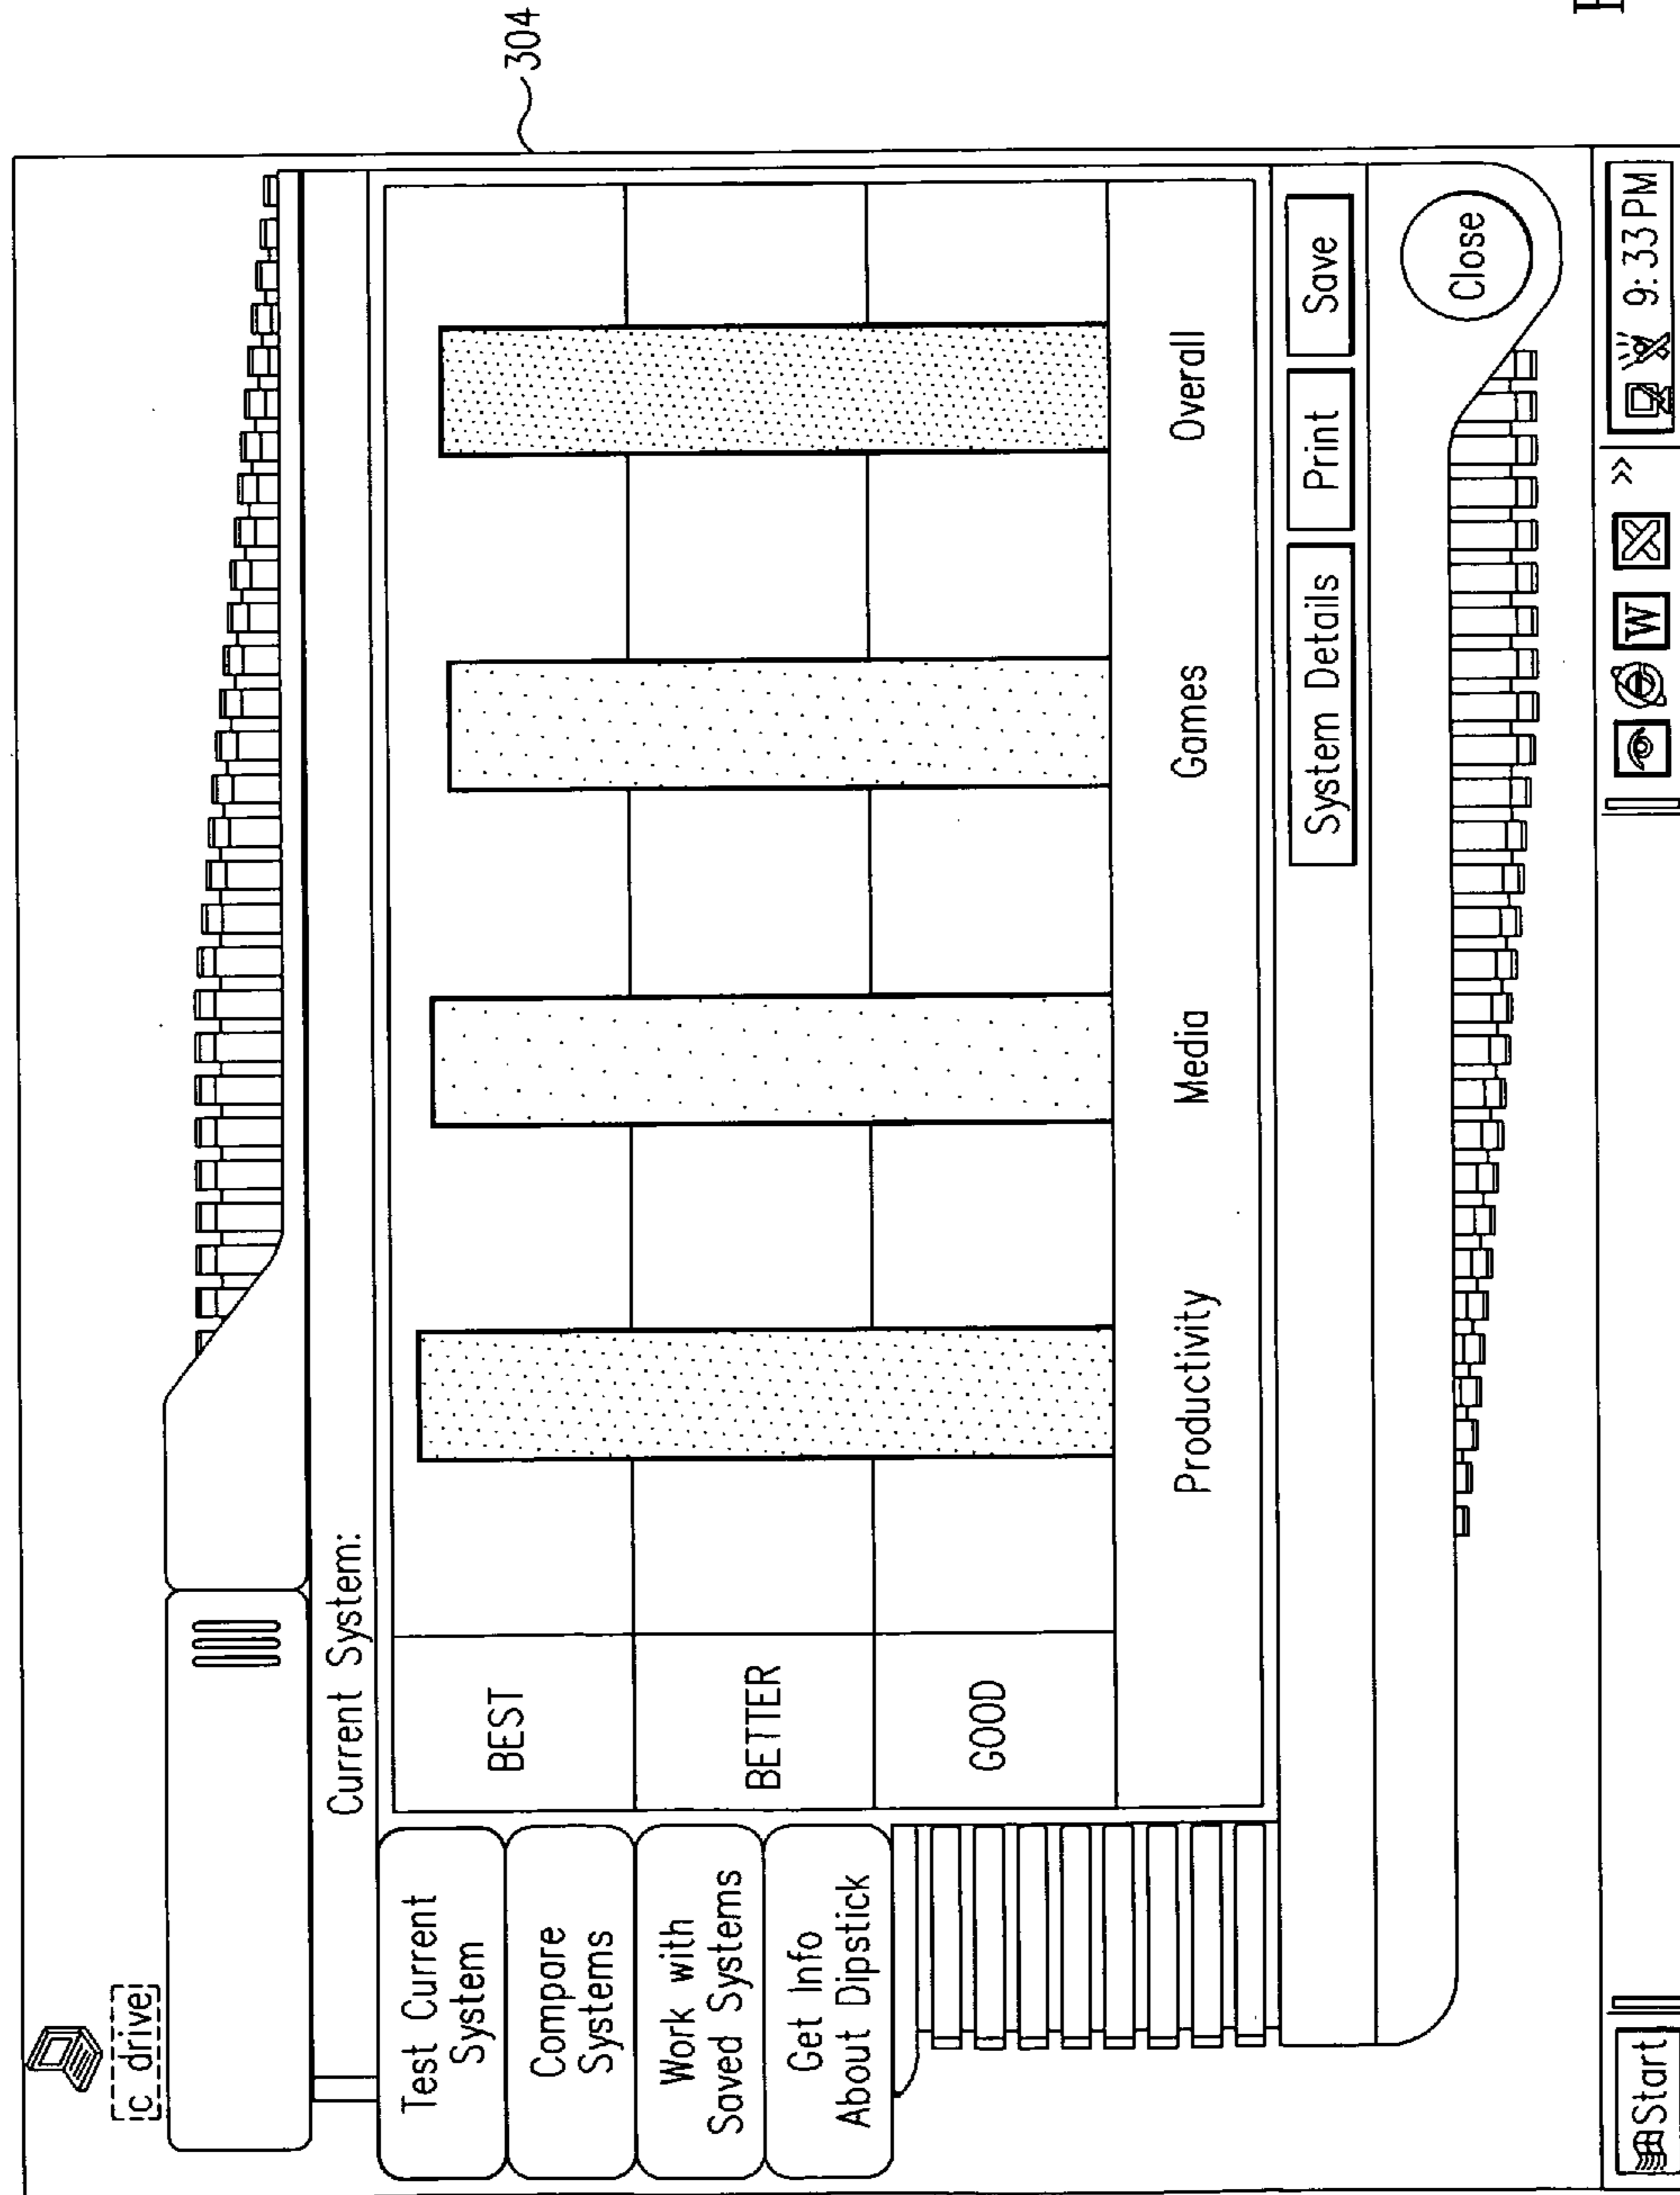 c drive
304
Current System:
Test Current
System
Compare
Systems
Work with
Saved Systems
Get Info
About Dipstick
BEST
BETTER
GOOD
Productivity
Media
Games
Overall
System Details
Print
Save
Close
Start
W
»
9:33 PM